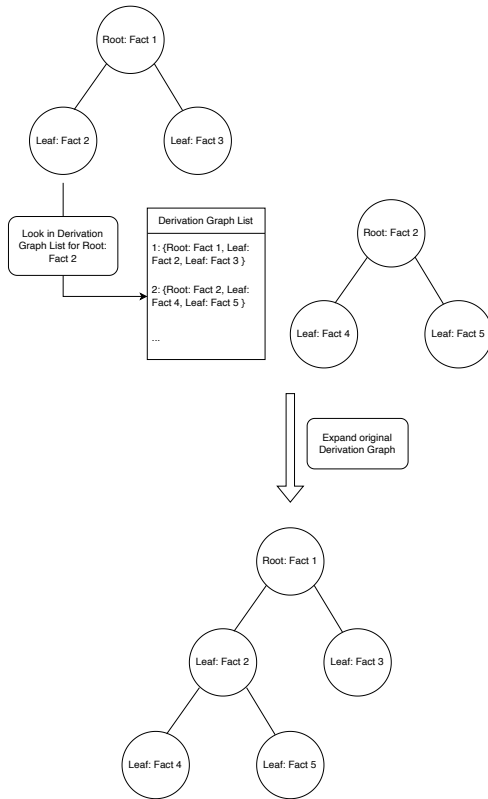 Root: Fact 1
Leaf: Fact 2
Leaf: Fact 3
Look in Derivation
Graph List for Root:
Fact 2
Derivation Graph List
1: {Root: Fact 1, Leaf:
Fact 2, Leaf: Fact 3 }
2: {Root: Fact 2, Leaf:
Fact 4, Leaf: Fact 5 }
...
Root: Fact 2
Leaf: Fact 4
Leaf: Fact 5
Expand original
Derivation Graph
Root: Fact 1
Leaf: Fact 2
Leaf: Fact 3
Leaf: Fact 4
Leaf: Fact 5